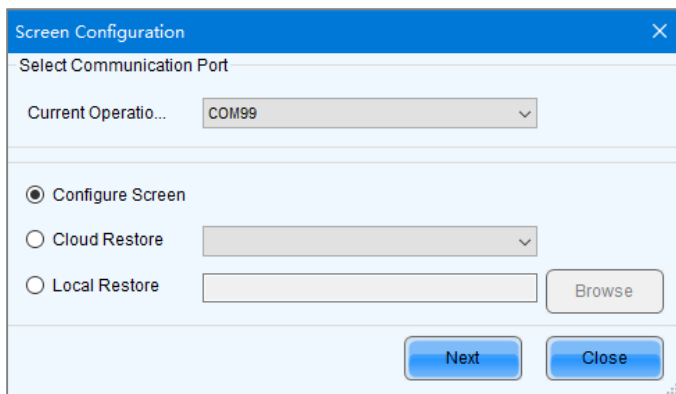 Screen Configuration
Select Communication Port
Current Operatio... COM99
Configure Screen
Cloud Restore
Local Restore Browse
Next Close